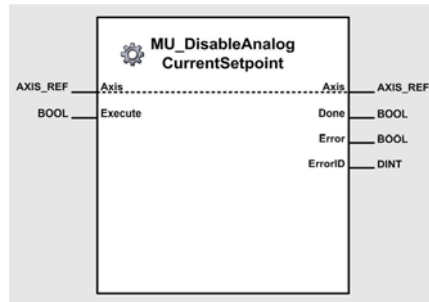 MU_DisableAnalog
CurrentSetpoint
AXIS_REF Axis Axis AXIS_REF
BOOL Execute Done BOOL
Error BOOL
ErrorID DINT